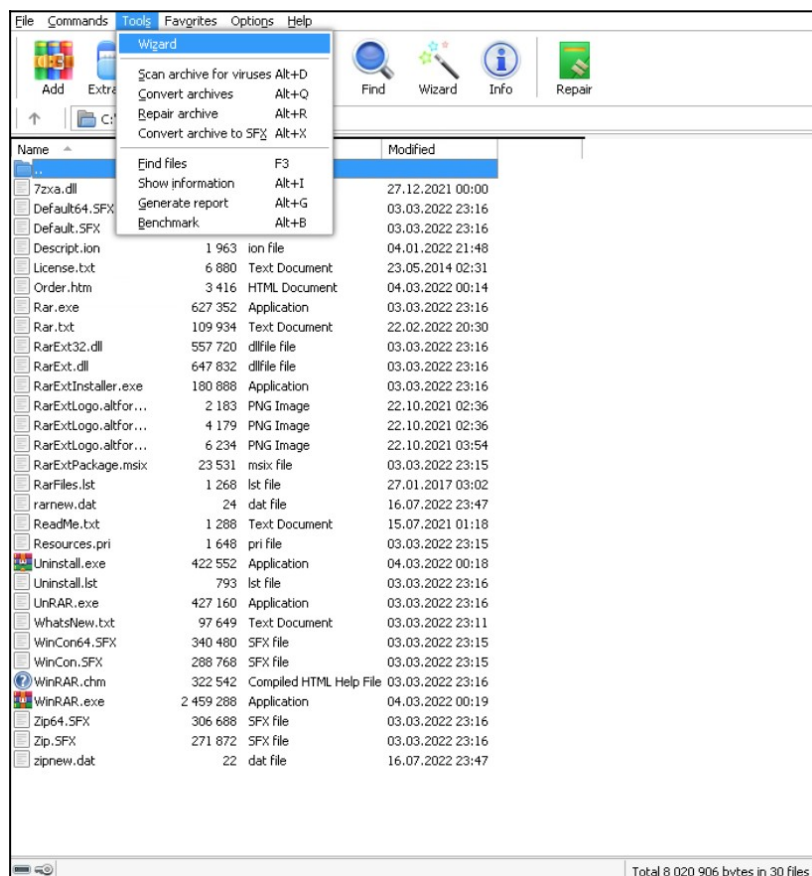 File Commands Tools Favorites Options Help
Wizard
Scan archive for viruses Alt+D
Convert archives Alt+Q
Repair archive Alt+R
Convert archive to SFX Alt+X
Find files F3
Show information Alt+I
Generate report Alt+G
Benchmark Alt+B
Add Extra Find Wizard Info Repair
C:
Name Modified
..
7zxa.dll 27.12.2021 00:00
Default64.SFX 03.03.2022 23:16
Default.SFX 03.03.2022 23:16
Descript.ion 1 963 ion file 04.01.2022 21:48
License.txt 6 880 Text Document 23.05.2014 02:31
Order.htm 3 416 HTML Document 04.03.2022 00:14
Rar.exe 627 352 Application 03.03.2022 23:16
Rar.txt 109 934 Text Document 22.02.2022 20:30
RarExt32.dll 557 720 dllfile file 03.03.2022 23:16
RarExt.dll 647 832 dllfile file 03.03.2022 23:16
RarExtInstaller.exe 180 888 Application 03.03.2022 23:16
RarExtLogo.altfor... 2 183 PNG Image 22.10.2021 02:36
RarExtLogo.altfor... 4 179 PNG Image 22.10.2021 02:36
RarExtLogo.altfor... 6 234 PNG Image 22.10.2021 03:54
RarExtPackage.msix 23 531 msix file 03.03.2022 23:15
RarFiles.lst 1 268 lst file 27.01.2017 03:02
rarnew.dat 24 dat file 16.07.2022 23:47
ReadMe.txt 1 288 Text Document 15.07.2021 01:18
Resources.pri 1 648 pri file 03.03.2022 23:15
Uninstall.exe 422 552 Application 04.03.2022 00:18
Uninstall.lst 793 lst file 03.03.2022 23:16
UnRAR.exe 427 160 Application 03.03.2022 23:16
WhatsNew.txt 97 649 Text Document 03.03.2022 23:11
WinCon64.SFX 340 480 SFX file 03.03.2022 23:15
WinCon.SFX 288 768 SFX file 03.03.2022 23:15
WinRAR.chm 322 542 Compiled HTML Help File 03.03.2022 23:16
WinRAR.exe 2 459 288 Application 04.03.2022 00:19
Zip64.SFX 306 688 SFX file 03.03.2022 23:16
Zip.SFX 271 872 SFX file 03.03.2022 23:16
zipnew.dat 22 dat file 16.07.2022 23:47
Total 8 020 906 bytes in 30 files